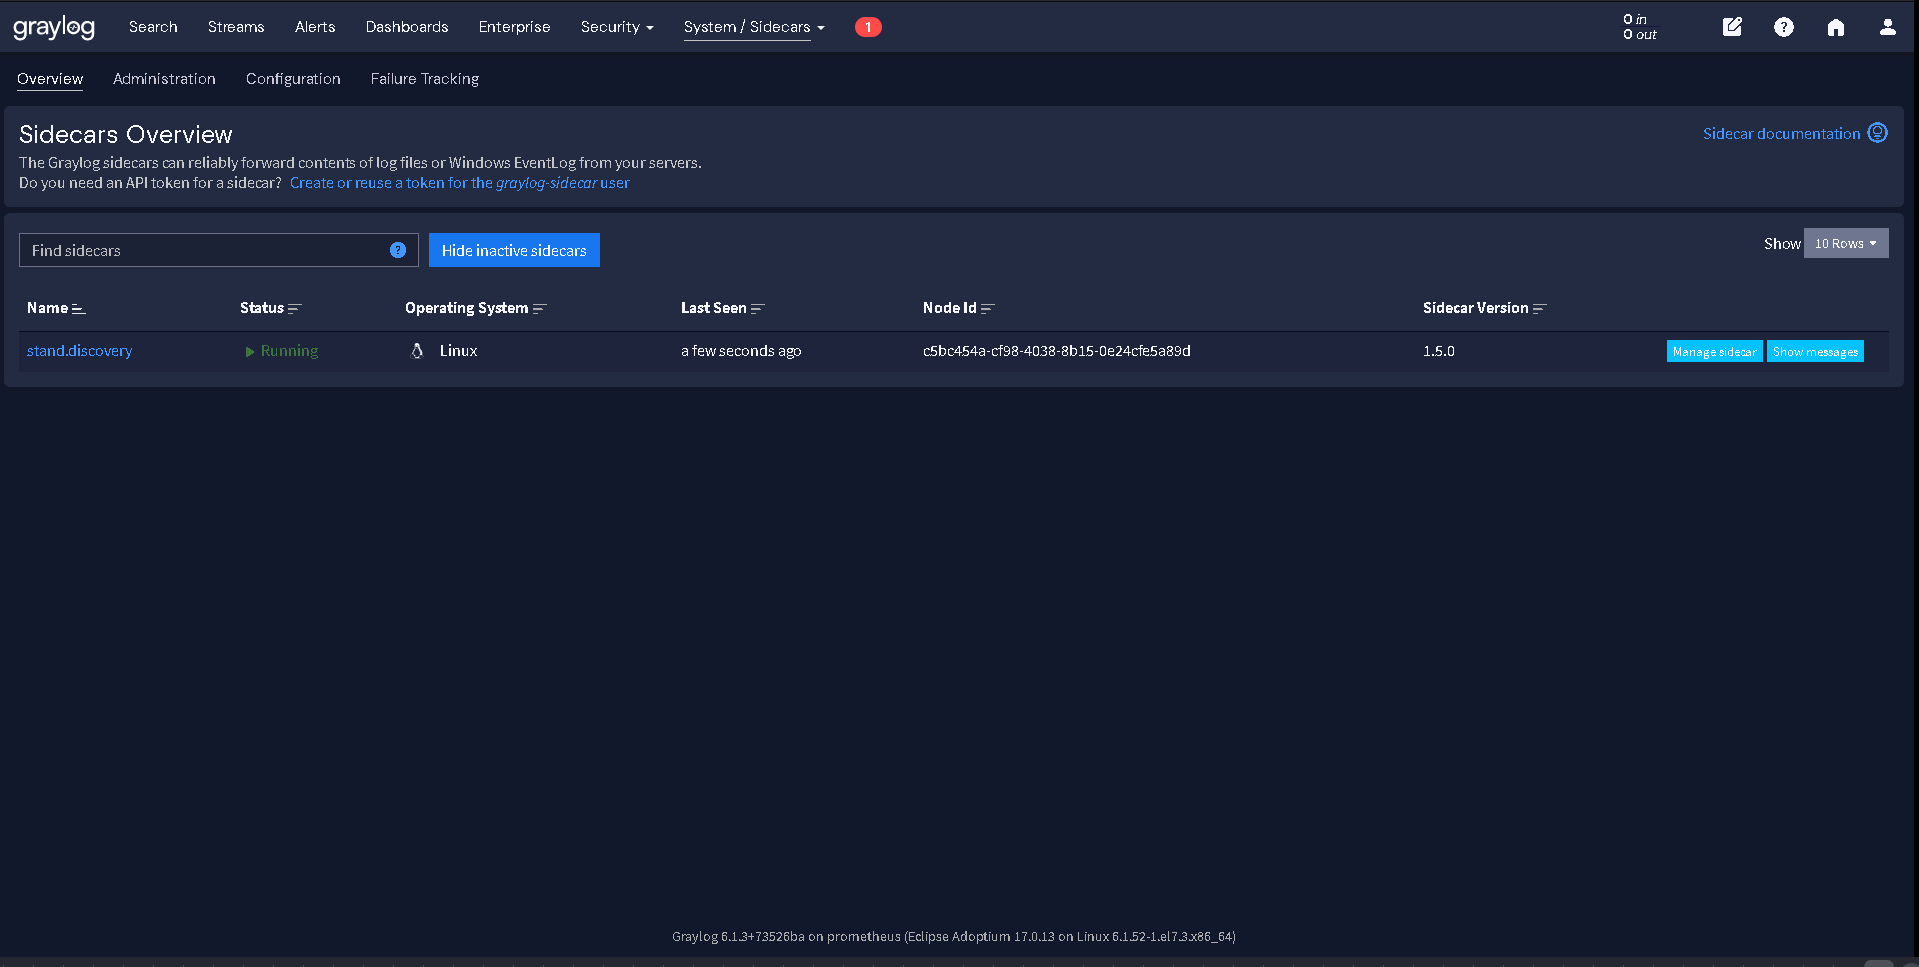 graylog Search Streams Alerts Dashboards Enterprise Security System / Sidecars 1 0 in
0 out
Overview Administration Configuration Failure Tracking
Sidecars Overview Sidecar documentation
The Graylog sidecars can reliably forward contents of log files or Windows EventLog from your servers.
Do you need an API token for a sidecar? Create or reuse a token for the graylog-sidecar user
Find sidecars ? Hide inactive sidecars Show 10 Rows
Name Status Operating System Last Seen Node Id Sidecar Version
stand.discovery Running Linux a few seconds ago c5bc454a-cf98-4038-8b15-0e24cfe5a89d 1.5.0 Manage sidecar Show messages
Graylog 6.1.3+73526ba on prometheus (Eclipse Adoptium 17.0.13 on Linux 6.1.52-1.el7.3.x86_64)